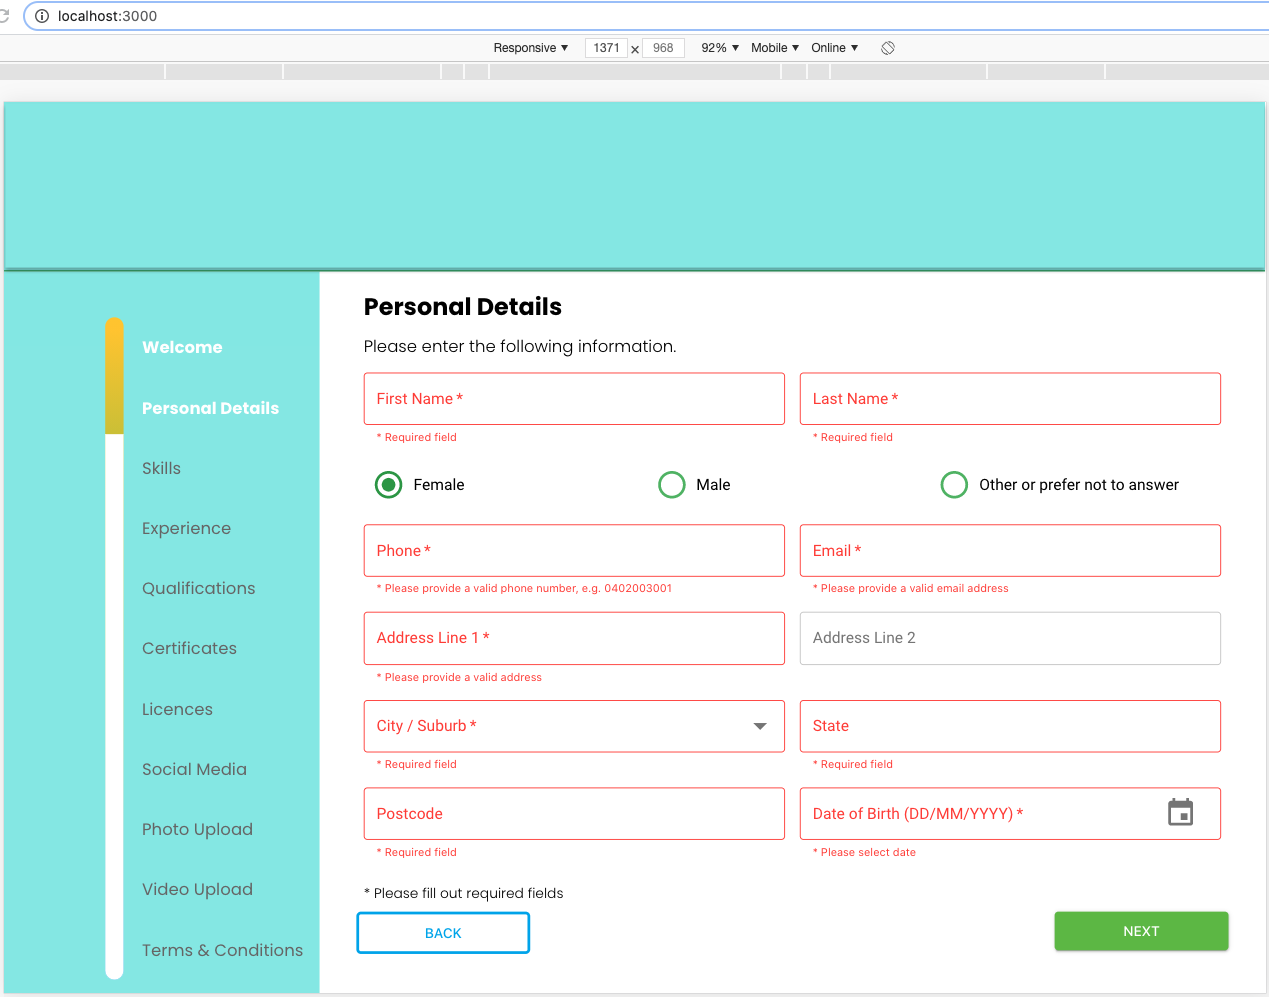 localhost:3000
Responsive ▼ 1371 x 968 92% ▼ Mobile ▼ Online ▼
Welcome
Personal Details
Skills
Experience
Qualifications
Certificates
Licences
Social Media
Photo Upload
Video Upload
Terms & Conditions
Personal Details
Please enter the following information.
First Name * Last Name *
* Required field * Required field
Female Male Other or prefer not to answer
Phone * Email *
* Please provide a valid phone number, e.g. 0402003001 * Please provide a valid email address
Address Line 1 * Address Line 2
* Please provide a valid address
City / Suburb * State
* Required field * Required field
Postcode Date of Birth (DD/MM/YYYY) *
* Required field * Please select date
* Please fill out required fields
BACK NEXT